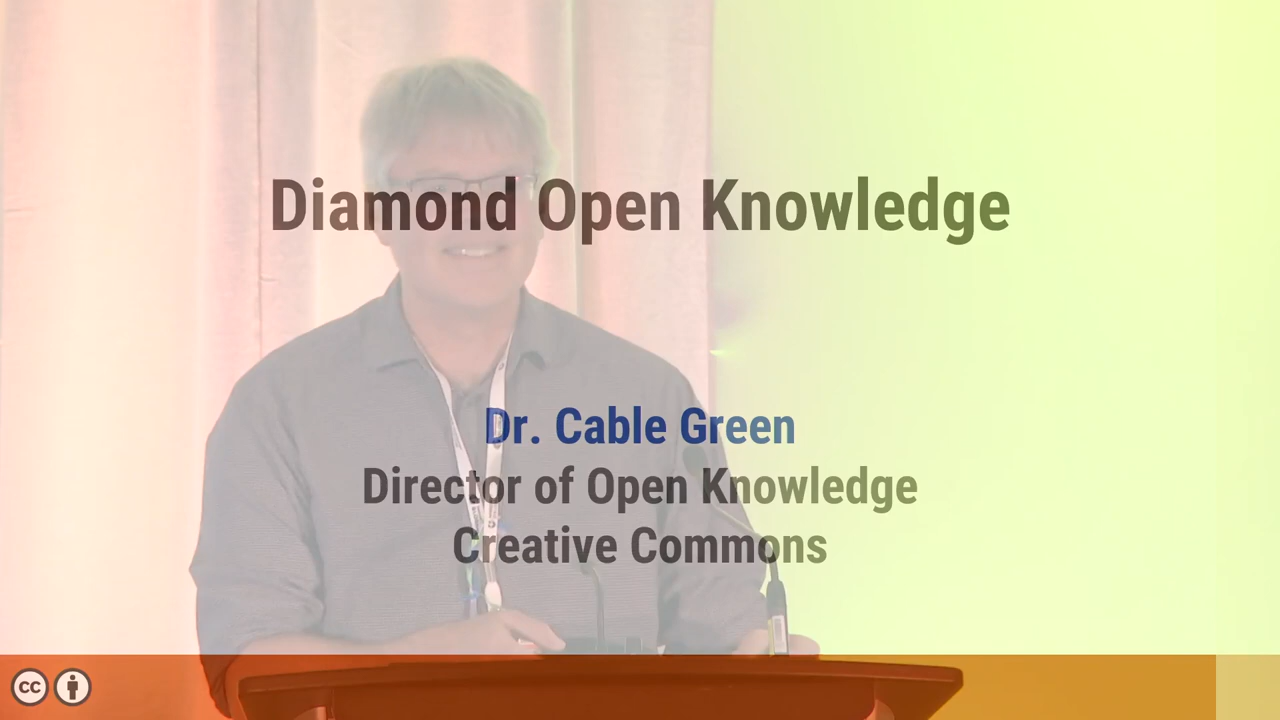 Diamond Open Knowledge
Dr. Cable Green
Director of Open Knowledge
Creative Commons
cc